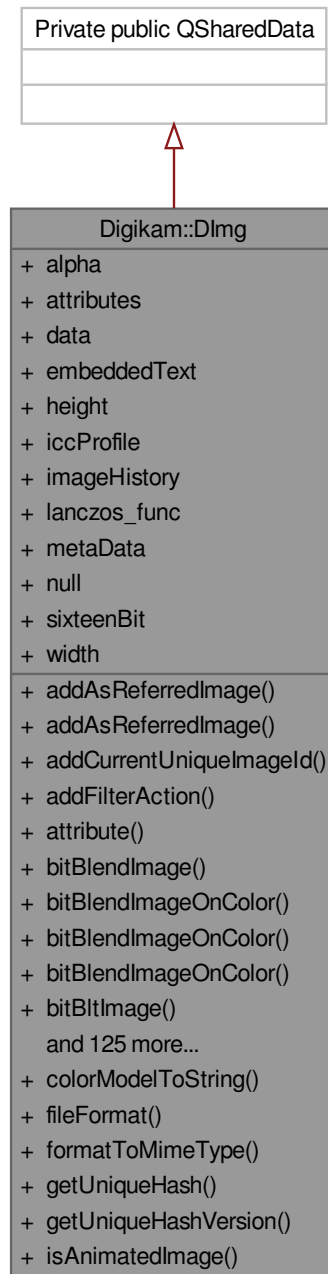 Private public QSharedData
Digikam::DImg
+ alpha
+ attributes
+ data
+ embeddedText
+ height
+ iccProfile
+ imageHistory
+ lanczos_func
+ metaData
+ null
+ sixteenBit
+ width
+ addAsReferredImage()
+ addAsReferredImage()
+ addCurrentUniqueImageId()
+ addFilterAction()
+ attribute()
+ bitBlendImage()
+ bitBlendImageOnColor()
+ bitBlendImageOnColor()
+ bitBlendImageOnColor()
+ bitBltImage()
and 125 more...
+ colorModelToString()
+ fileFormat()
+ formatToMimeType()
+ getUniqueHash()
+ getUniqueHashVersion()
+ isAnimatedImage()